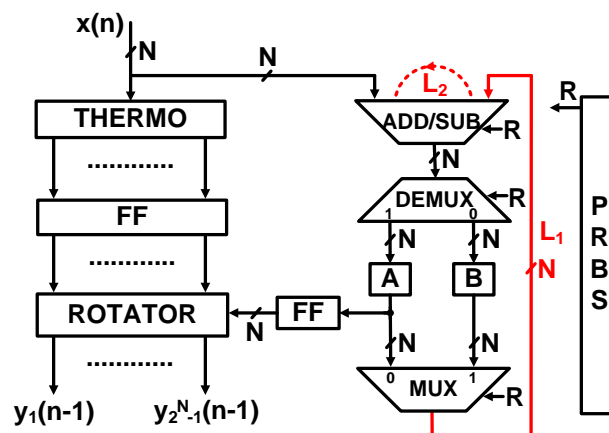 x(n)
N
N
L₂
THERMO
ADD/SUB
R
R
N
DEMUX
R
1
0
FF
N
N
P
R
B
S
L₁
N
A
B
ROTATOR
N
FF
N
N
0
1
MUX
R
y₁(n-1)
y₂ᴺ₋₁(n-1)